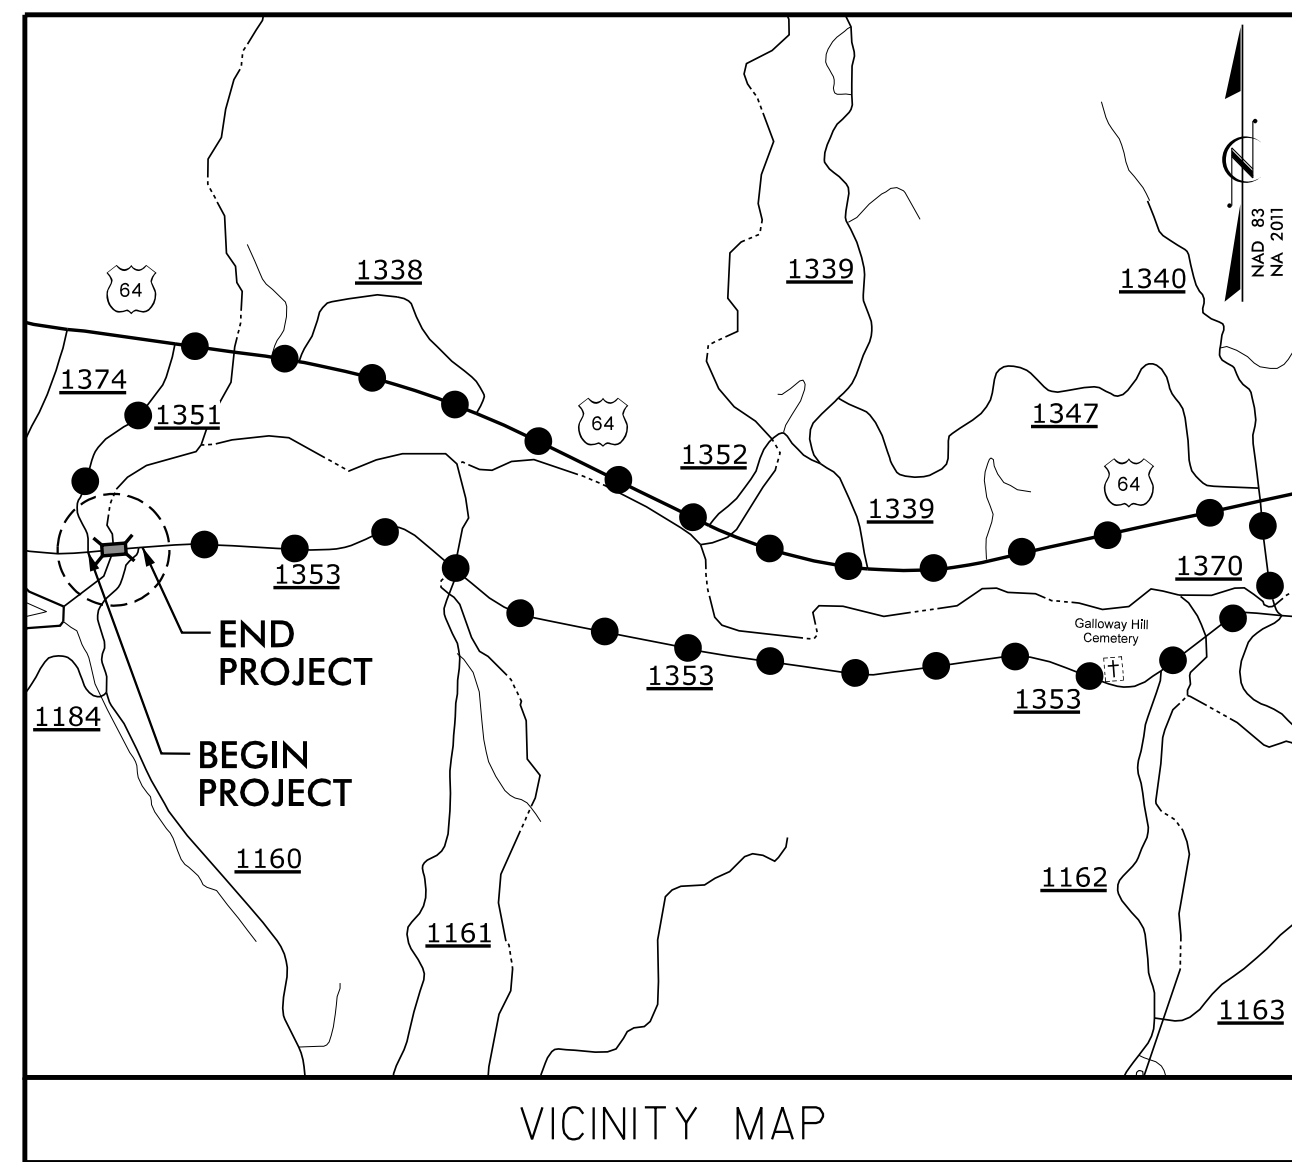 NAD 83
NA 2011
1338
1339
1340
64
1374
1351
64
1352
1347
64
1339
1353
1370
Galloway Hill
Cemetery
END
PROJECT
1353
1353
1184
BEGIN
PROJECT
1160
1161
1162
1163
VICINITY MAP